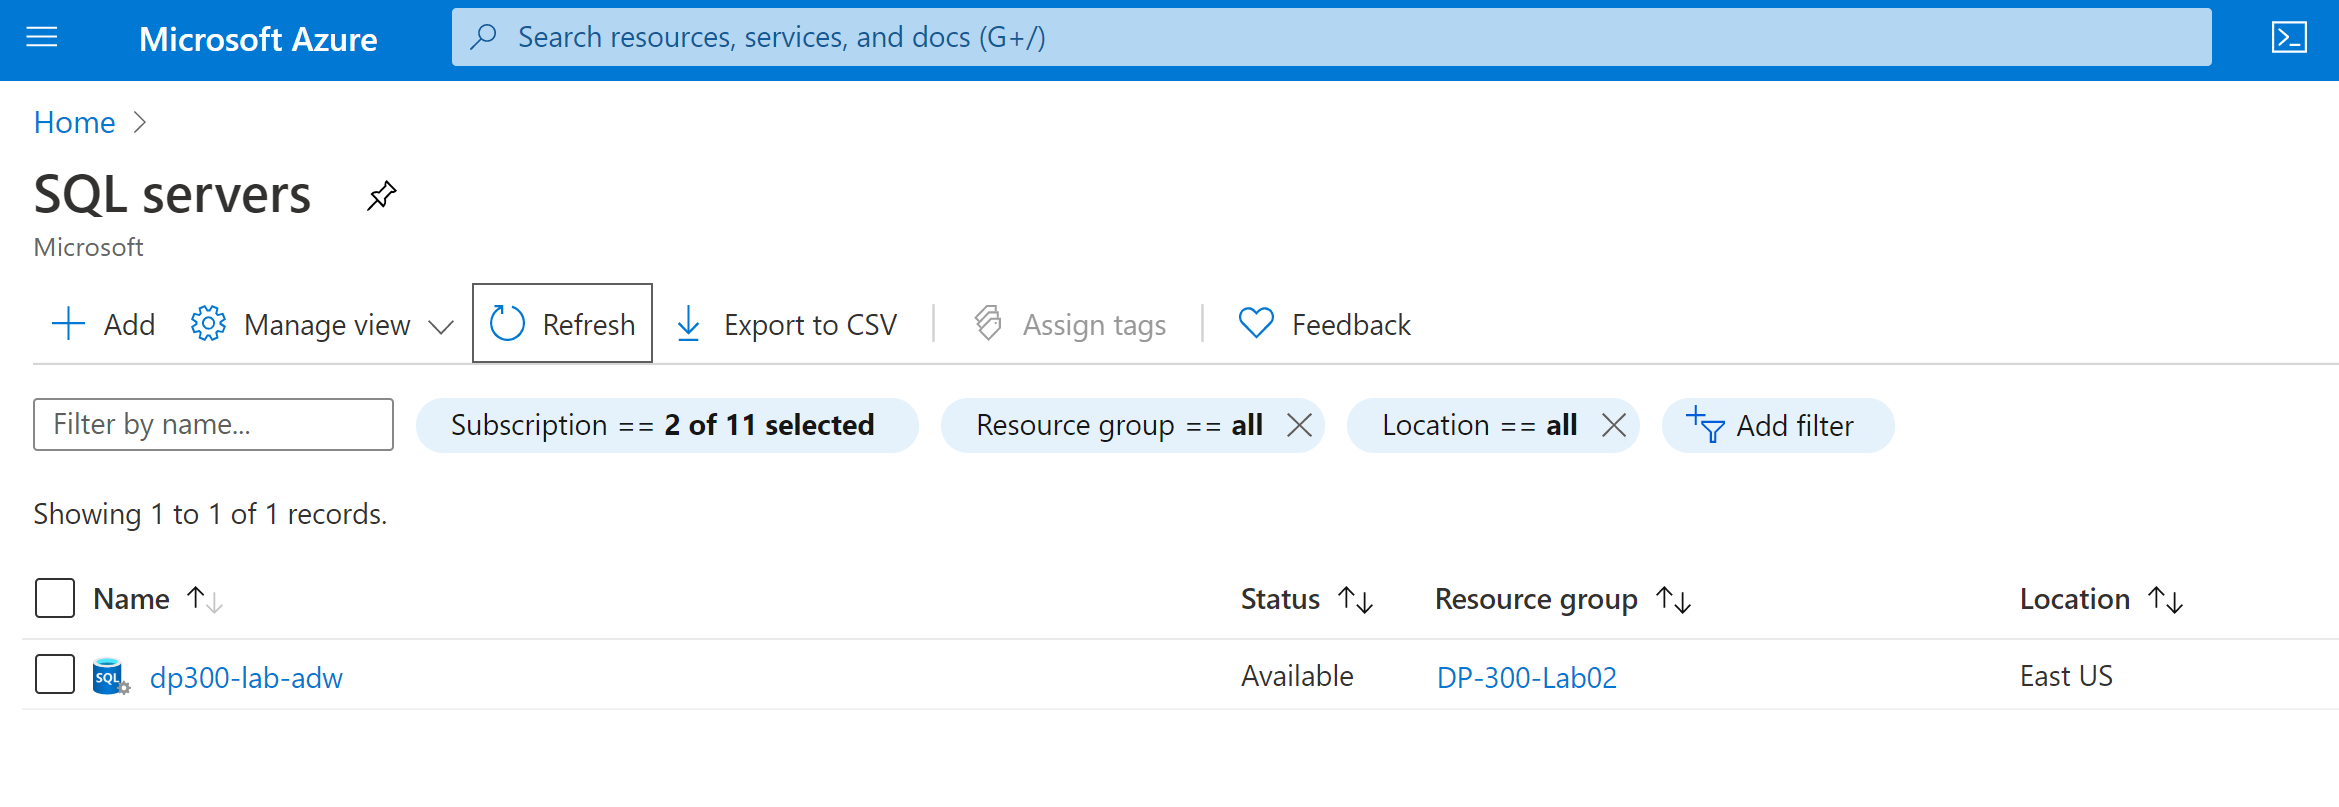 Microsoft Azure
Search resources, services, and docs (G+/)
Home
SQL servers
Microsoft
Add Manage view Refresh Export to CSV Assign tags Feedback
Filter by name... Subscription == 2 of 11 selected Resource group == all Location == all Add filter
Showing 1 to 1 of 1 records.
Name Status Resource group Location
SQL dp300-lab-adw Available DP-300-Lab02 East US